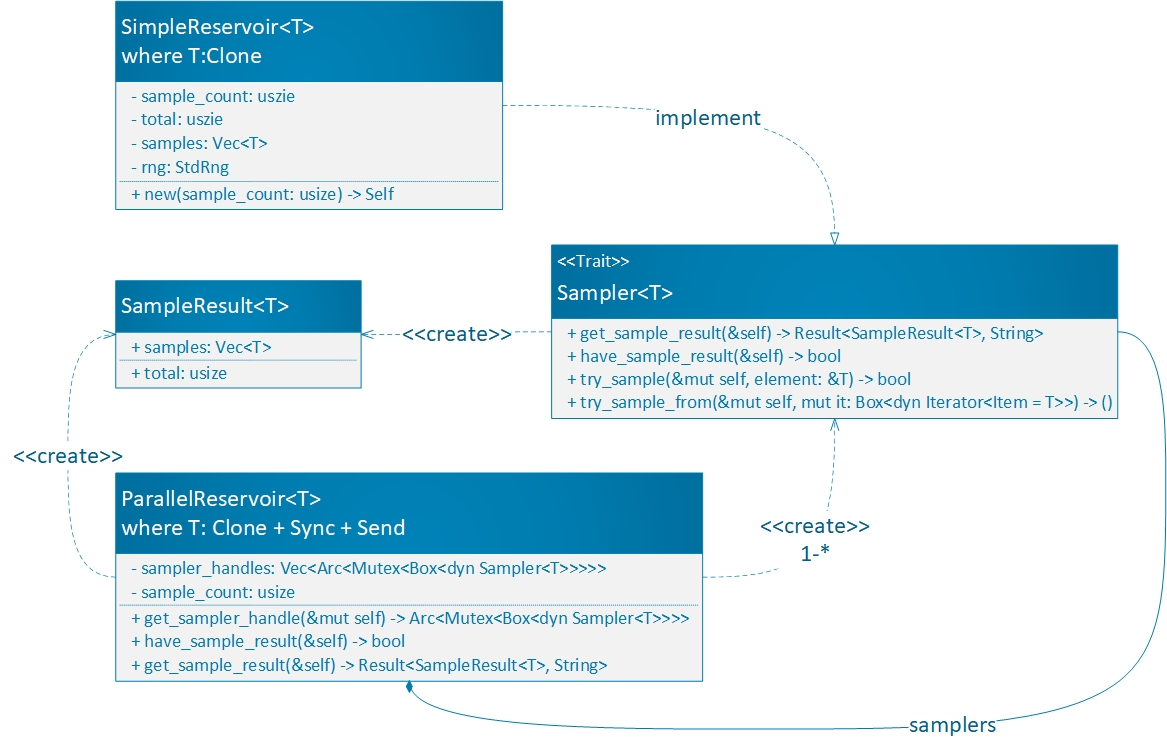 SimpleReservoir<T>
where T:Clone
- sample_count: uszie
- total: uszie
- samples: Vec<T>
- rng: StdRng
+ new(sample_count: usize) -> Self
implement
<<Trait>>
Sampler<T>
+ get_sample_result(&self) -> Result<SampleResult<T>, String>
+ have_sample_result(&self) -> bool
+ try_sample(&mut self, element: &T) -> bool
+ try_sample_from(&mut self, mut it: Box<dyn Iterator<Item = T>>) -> ()
SampleResult<T>
+ samples: Vec<T>
+ total: usize
<<create>>
<<create>>
ParallelReservoir<T>
where T: Clone + Sync + Send
- sampler_handles: Vec<Arc<Mutex<Box<dyn Sampler<T>>>>>
- sample_count: usize
+ get_sampler_handle(&mut self) -> Arc<Mutex<Box<dyn Sampler<T>>>>
+ have_sample_result(&self) -> bool
+ get_sample_result(&self) -> Result<SampleResult<T>, String>
<<create>>
1-*
samplers